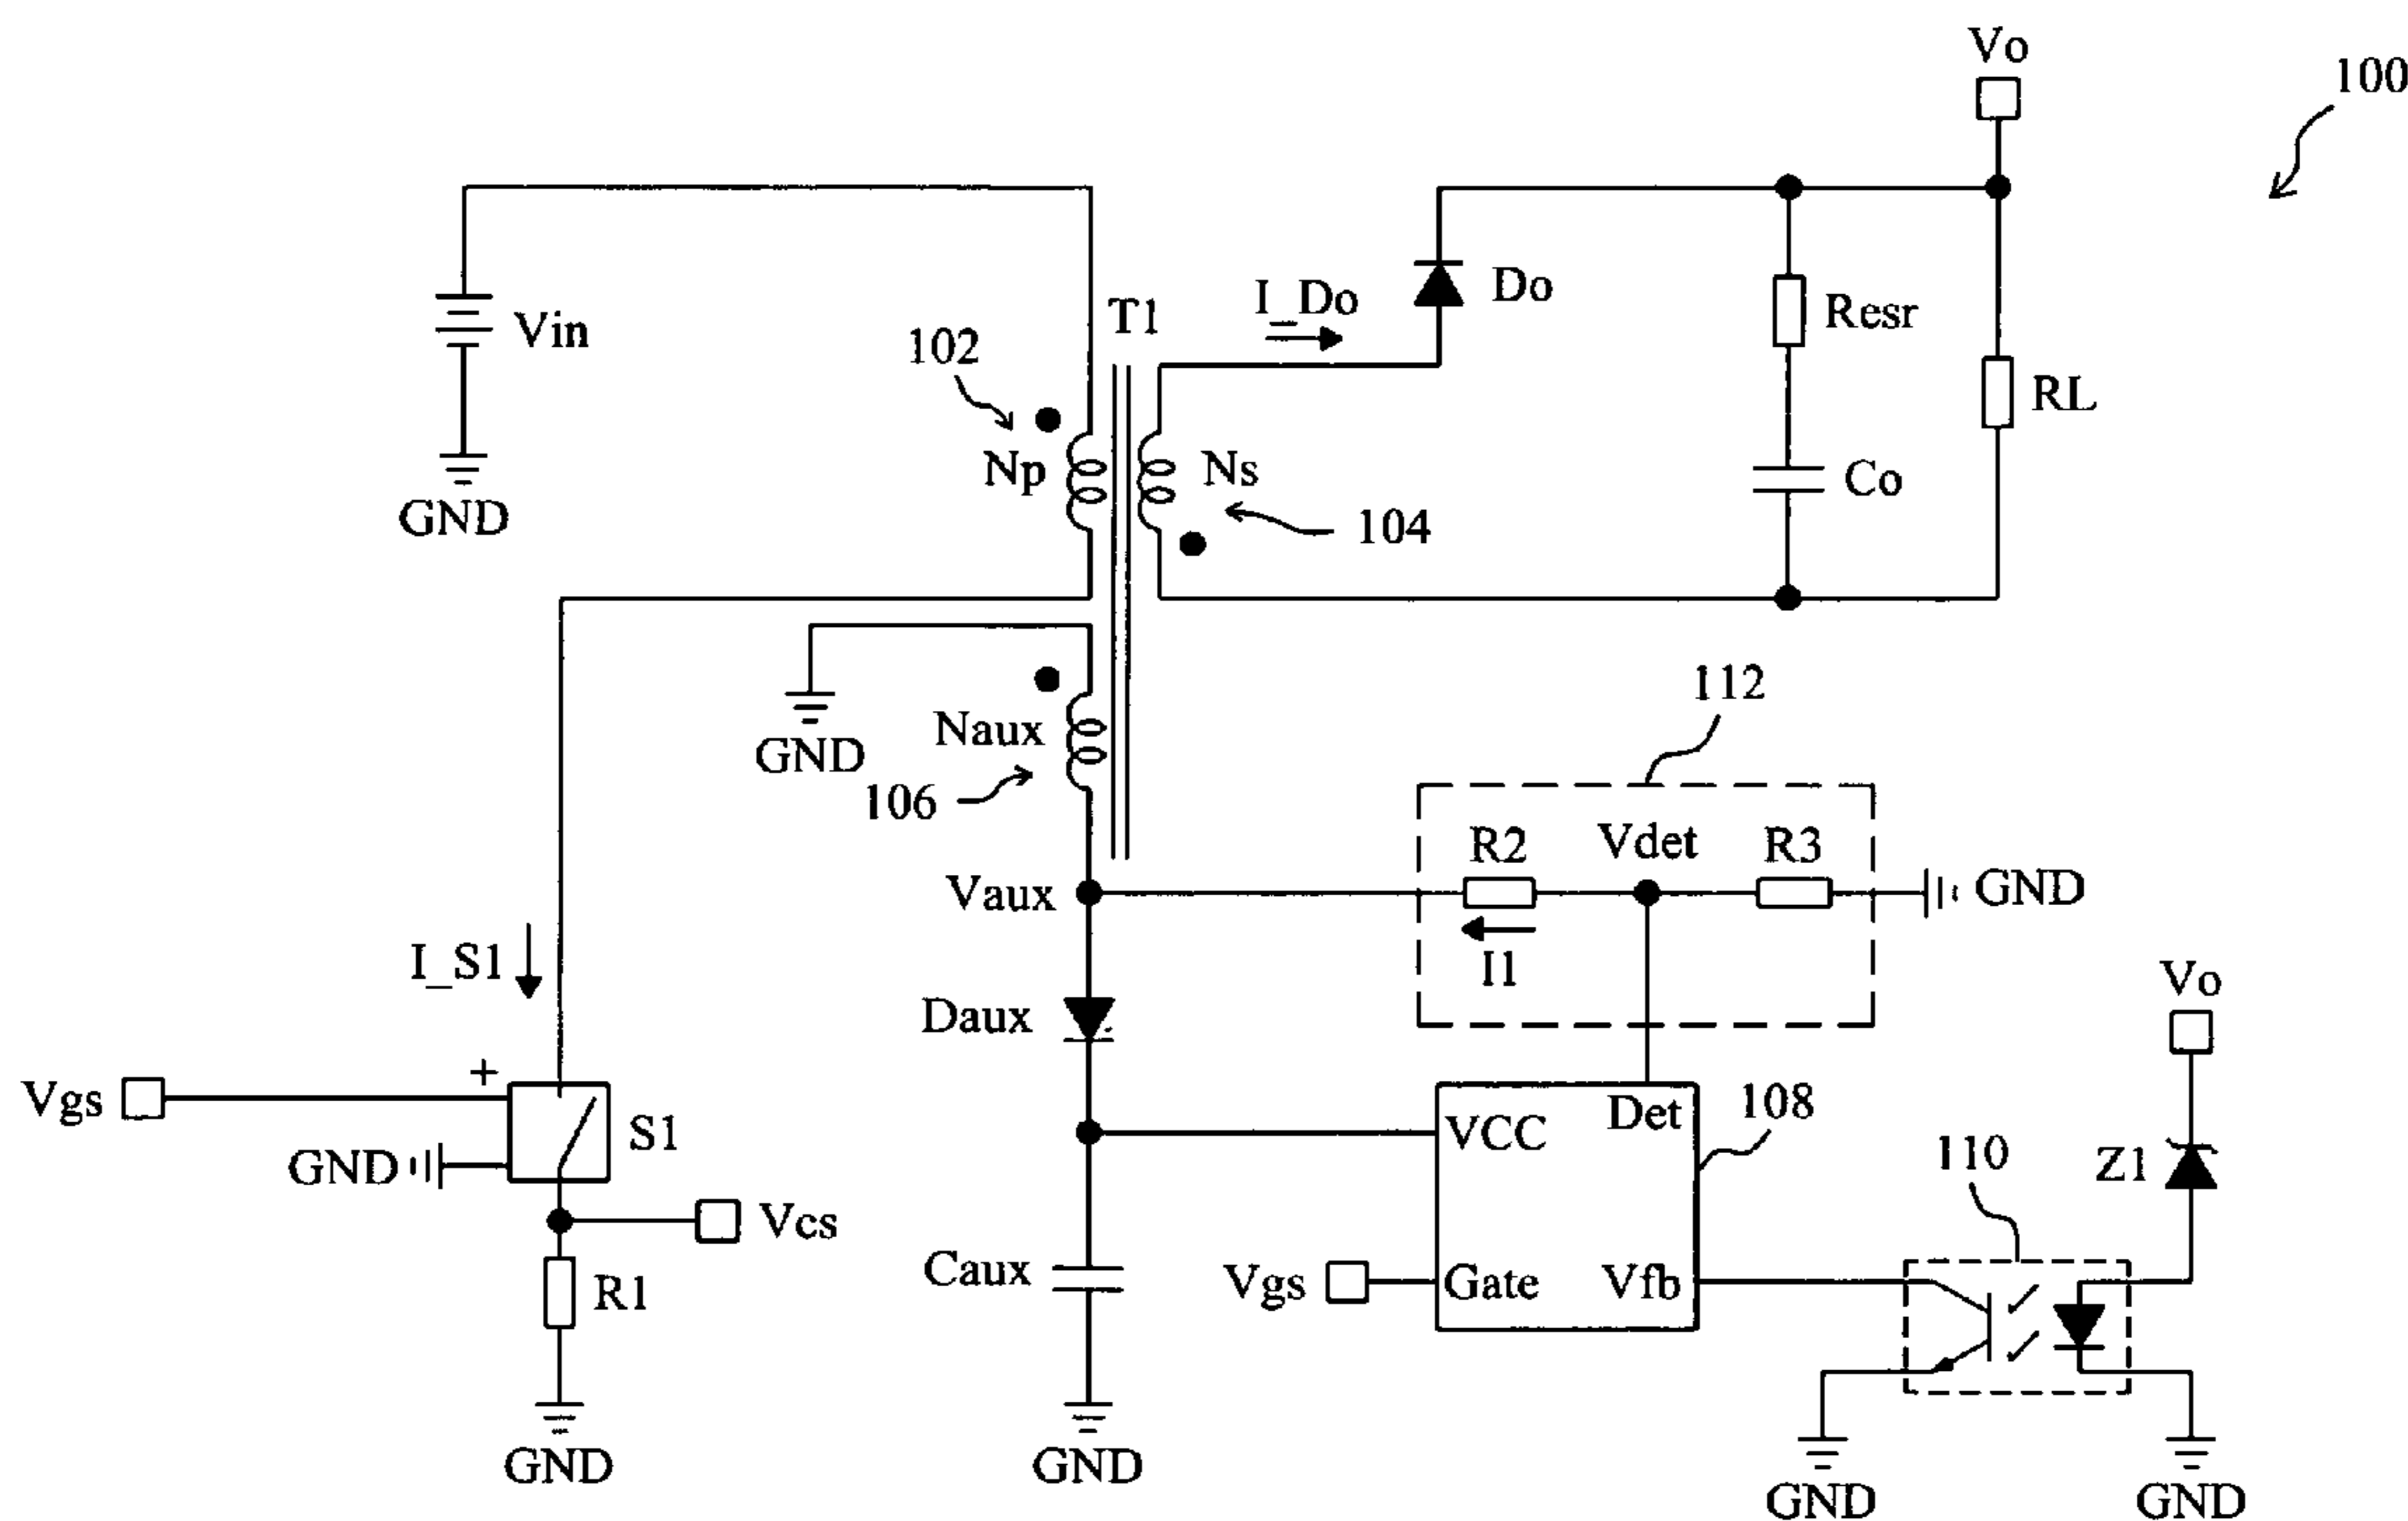 Vo
100
Vin
GND
102
T1
I_Do
Do
Resr
RL
Np
Ns
Co
104
GND
Naux
106
112
R2
Vdet
R3
GND
Vaux
I1
I_S1
Daux
Vo
Vgs
+
S1
GND
VCC
Det
108
110
Z1
Vcs
R1
Caux
Vgs
Gate
Vfb
GND
GND
GND
GND